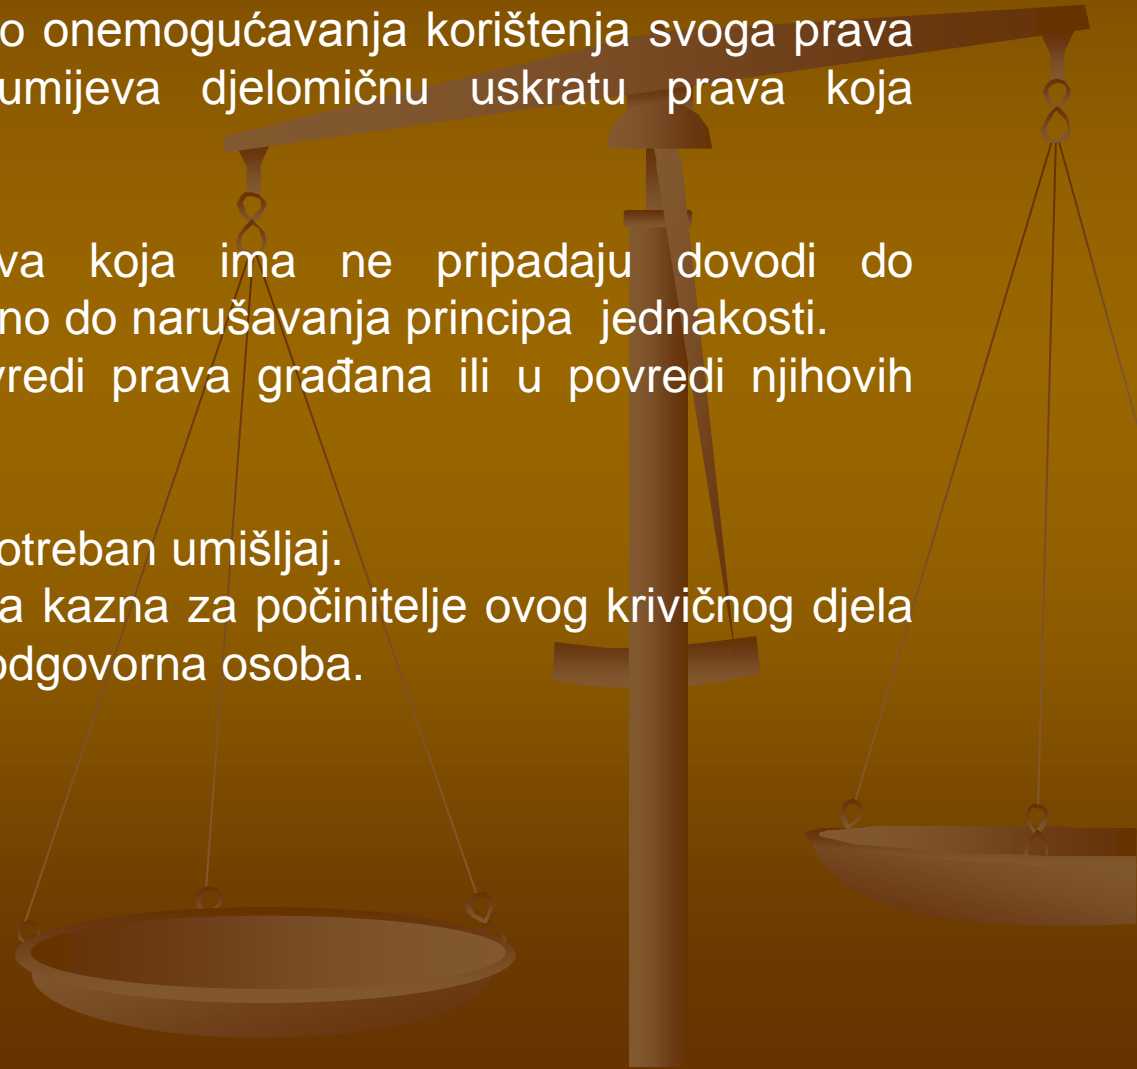 o onemogućavanja korištenja svoga prava
umijeva djelomičnu uskratu prava koja
va koja ima ne pripadaju dovodi do
no do narušavanja principa jednakosti.
vredi prava građana ili u povredi njihovih
otreban umišljaj.
a kazna za počinitelje ovog krivičnog djela
odgovorna osoba.